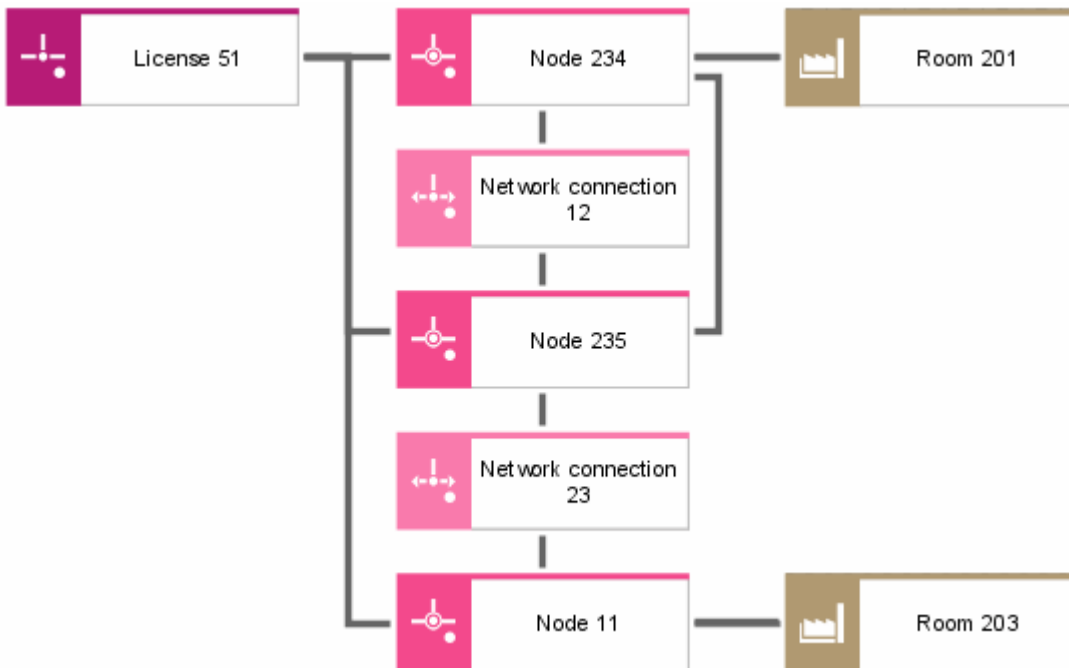 License 51
Node 234
Room 201
Network connection
12
Node 235
Network connection
23
Node 11
Room 203